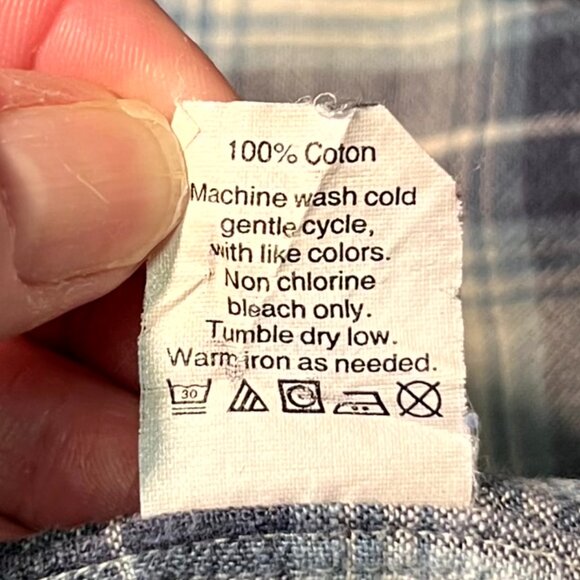 100% Coton
Machine wash cold
gentle cycle,
with like colors.
Non chlorine
bleach only.
Tumble dry low.
Warm iron as needed.
30